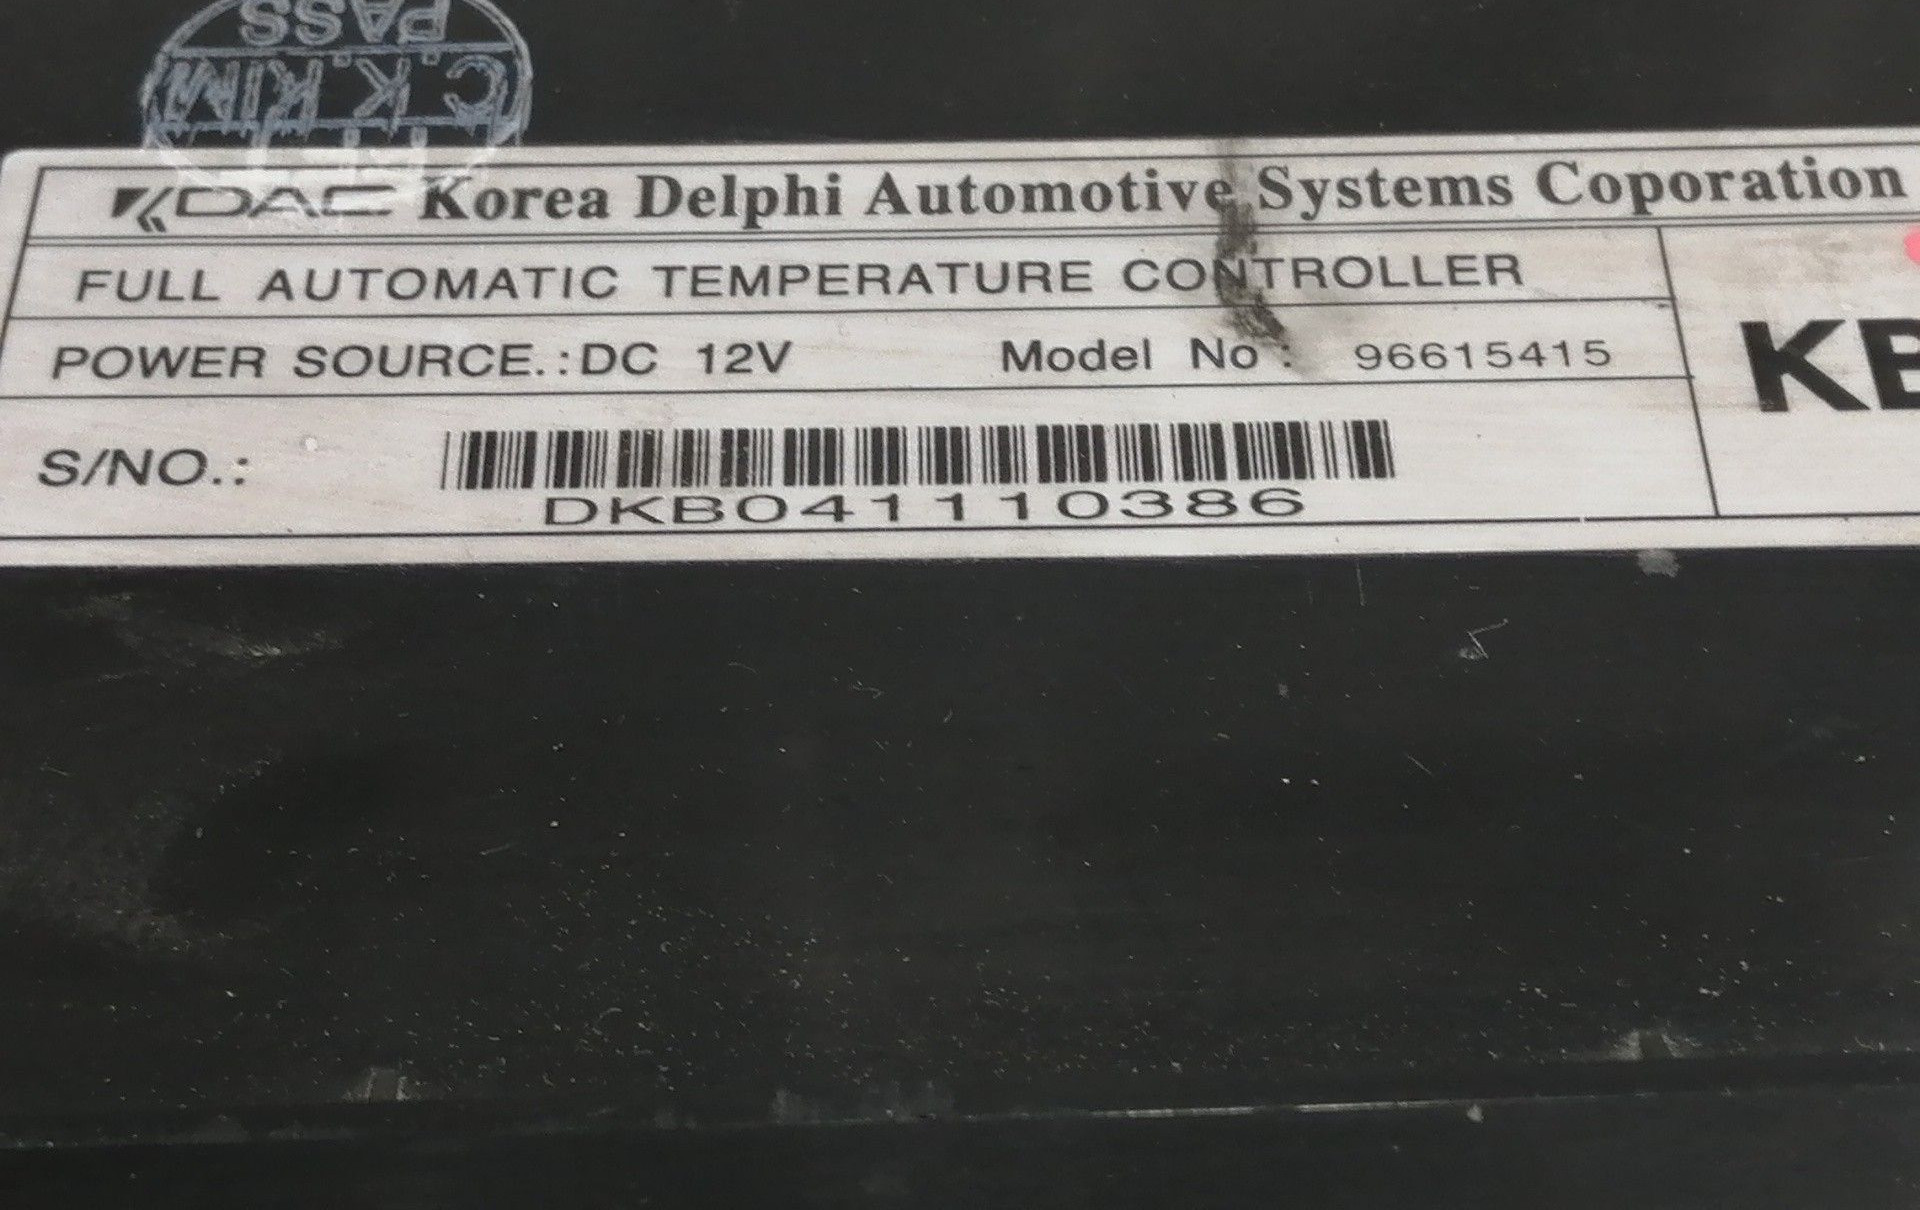 PASS
C.K.KIM
KDAC Korea Delphi Automotive Systems Coporation
FULL AUTOMATIC TEMPERATURE CONTROLLER
POWER SOURCE.:DC 12V Model No : 96615415
KB
S/NO.:
DKB041110386